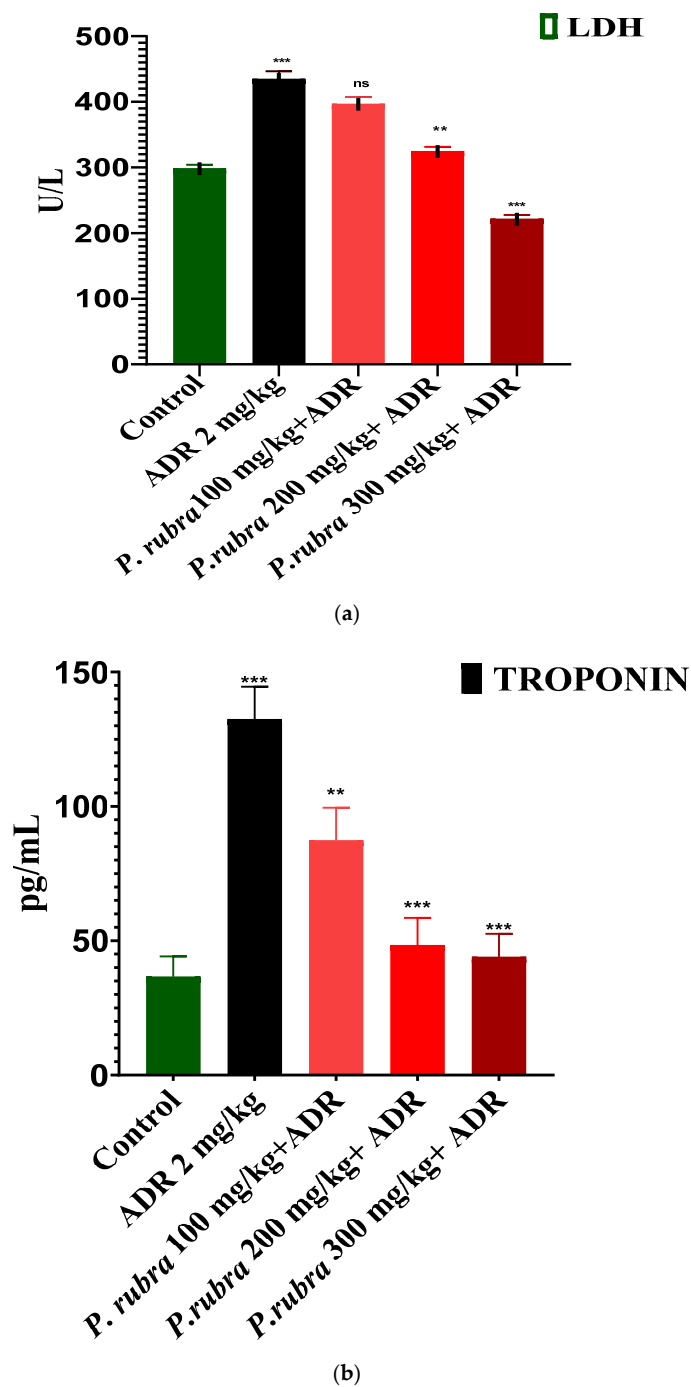 LDH
500
400
300
200
100
0
U/L
***
ns
**
***
Control
ADR 2 mg/kg
P. rubra100 mg/kg+ADR
P.rubra 200 mg/kg+ ADR
P.rubra 300 mg/kg+ ADR
(a)
TROPONIN
150
100
50
0
pg/mL
***
**
***
***
Control
ADR 2 mg/kg
P. rubra 100 mg/kg+ADR
P.rubra 200 mg/kg+ ADR
P.rubra 300 mg/kg+ ADR
(b)